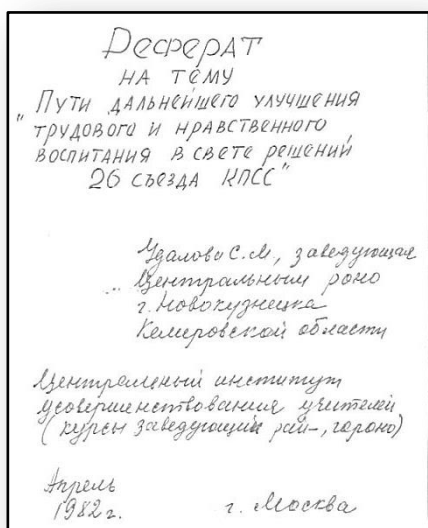 Реферат
на тему
"Пути дальнейшего улучшения
трудового и нравственного
воспитания в свете решений
26 съезда КПСС"
Удалова С.М., заведующая
Центральным роно
г. Новокузнецка
Кемеровской области
Центральный институт
усовершенствования учителей
(курсы заведующих рай-, гороно)
Апрель
1982 г. г. Москва